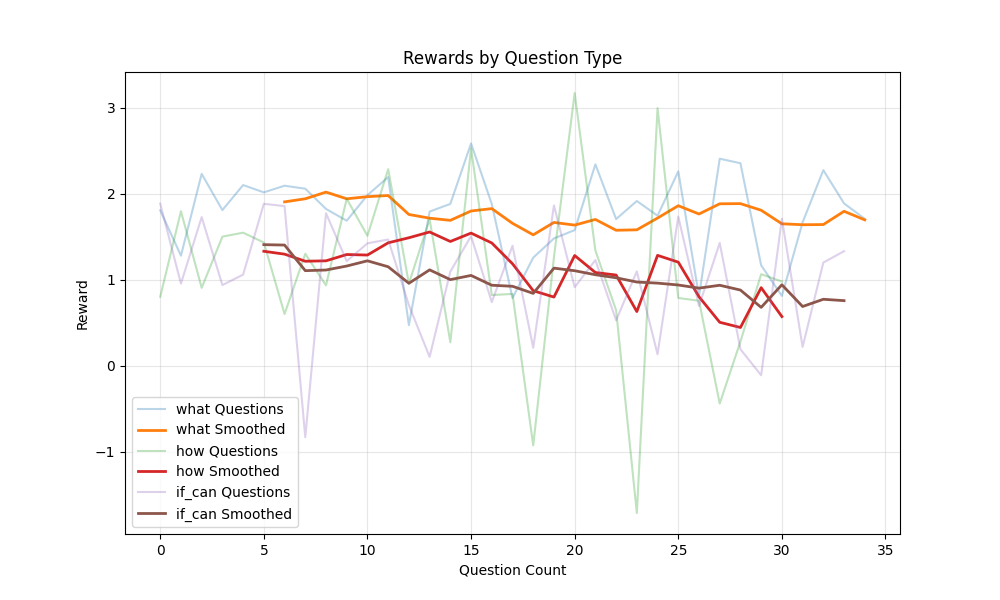 Rewards by Question Type
Reward
3
2
1
0
−1
what Questions
what Smoothed
how Questions
how Smoothed
if_can Questions
if_can Smoothed
0 5 10 15 20 25 30 35
Question Count